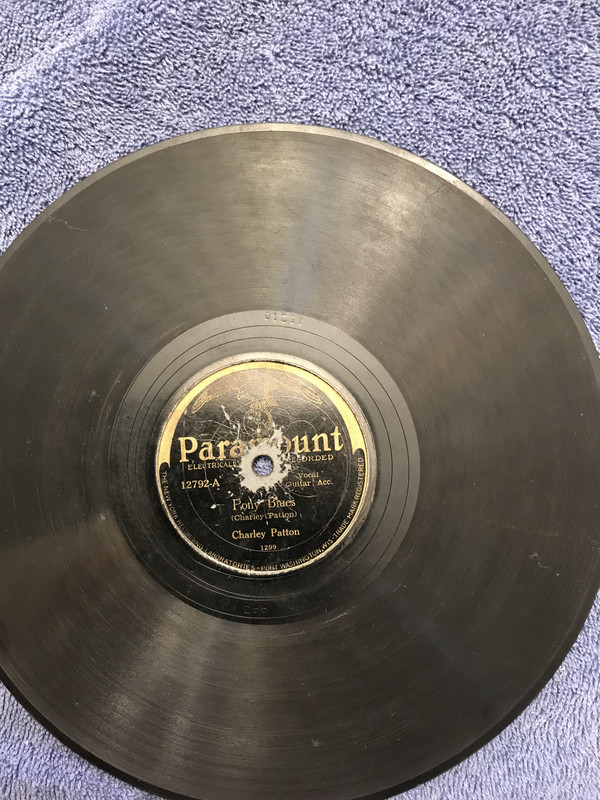 Paramount
ELECTRICALLY RECORDED
12792-A
Vocal
Guitar Acc.
Pony Blues
(Charley Patton)
Charley Patton
1299
THE NEW YORK RECORDING LABORATORIES - PORT WASHINGTON, WIS - TRADE MARK REGISTERED